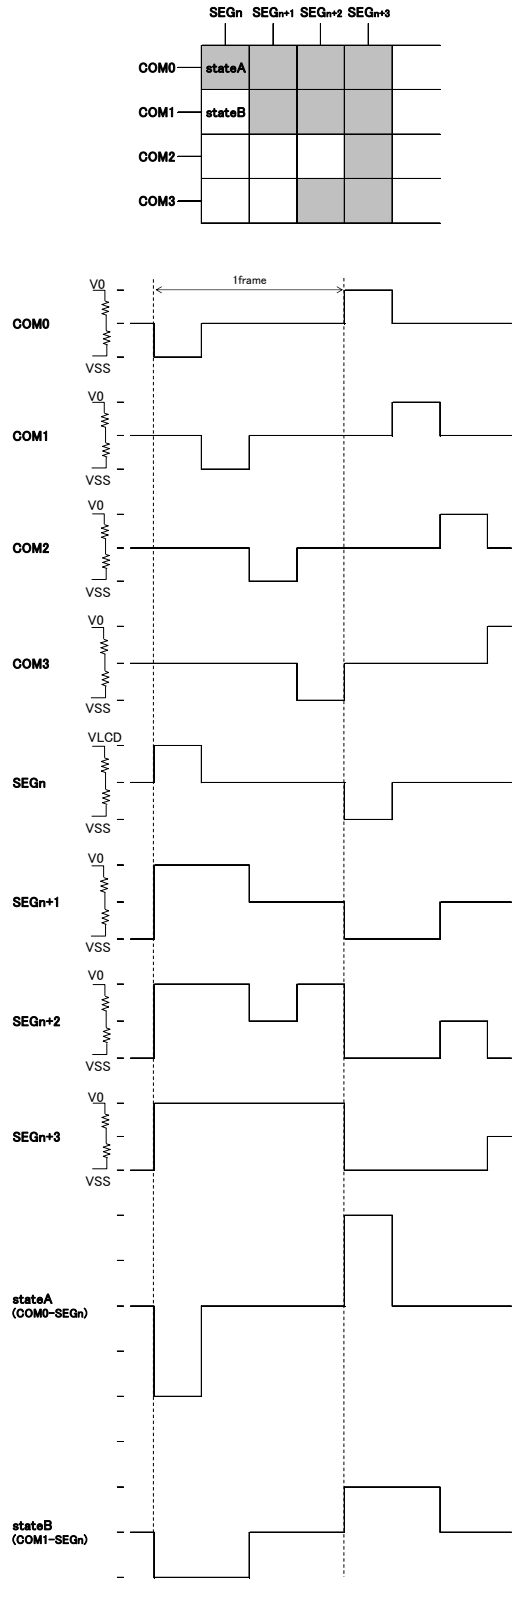 SEGn SEGn+1 SEGn+2 SEGn+3
COM0 stateA
COM1 stateB
COM2
COM3
1frame
V0
COM0
VSS
V0
COM1
VSS
V0
COM2
VSS
V0
COM3
VSS
VLCD
SEGn
VSS
V0
SEGn+1
VSS
V0
SEGn+2
VSS
V0
SEGn+3
VSS
stateA
(COM0-SEGn)
stateB
(COM1-SEGn)